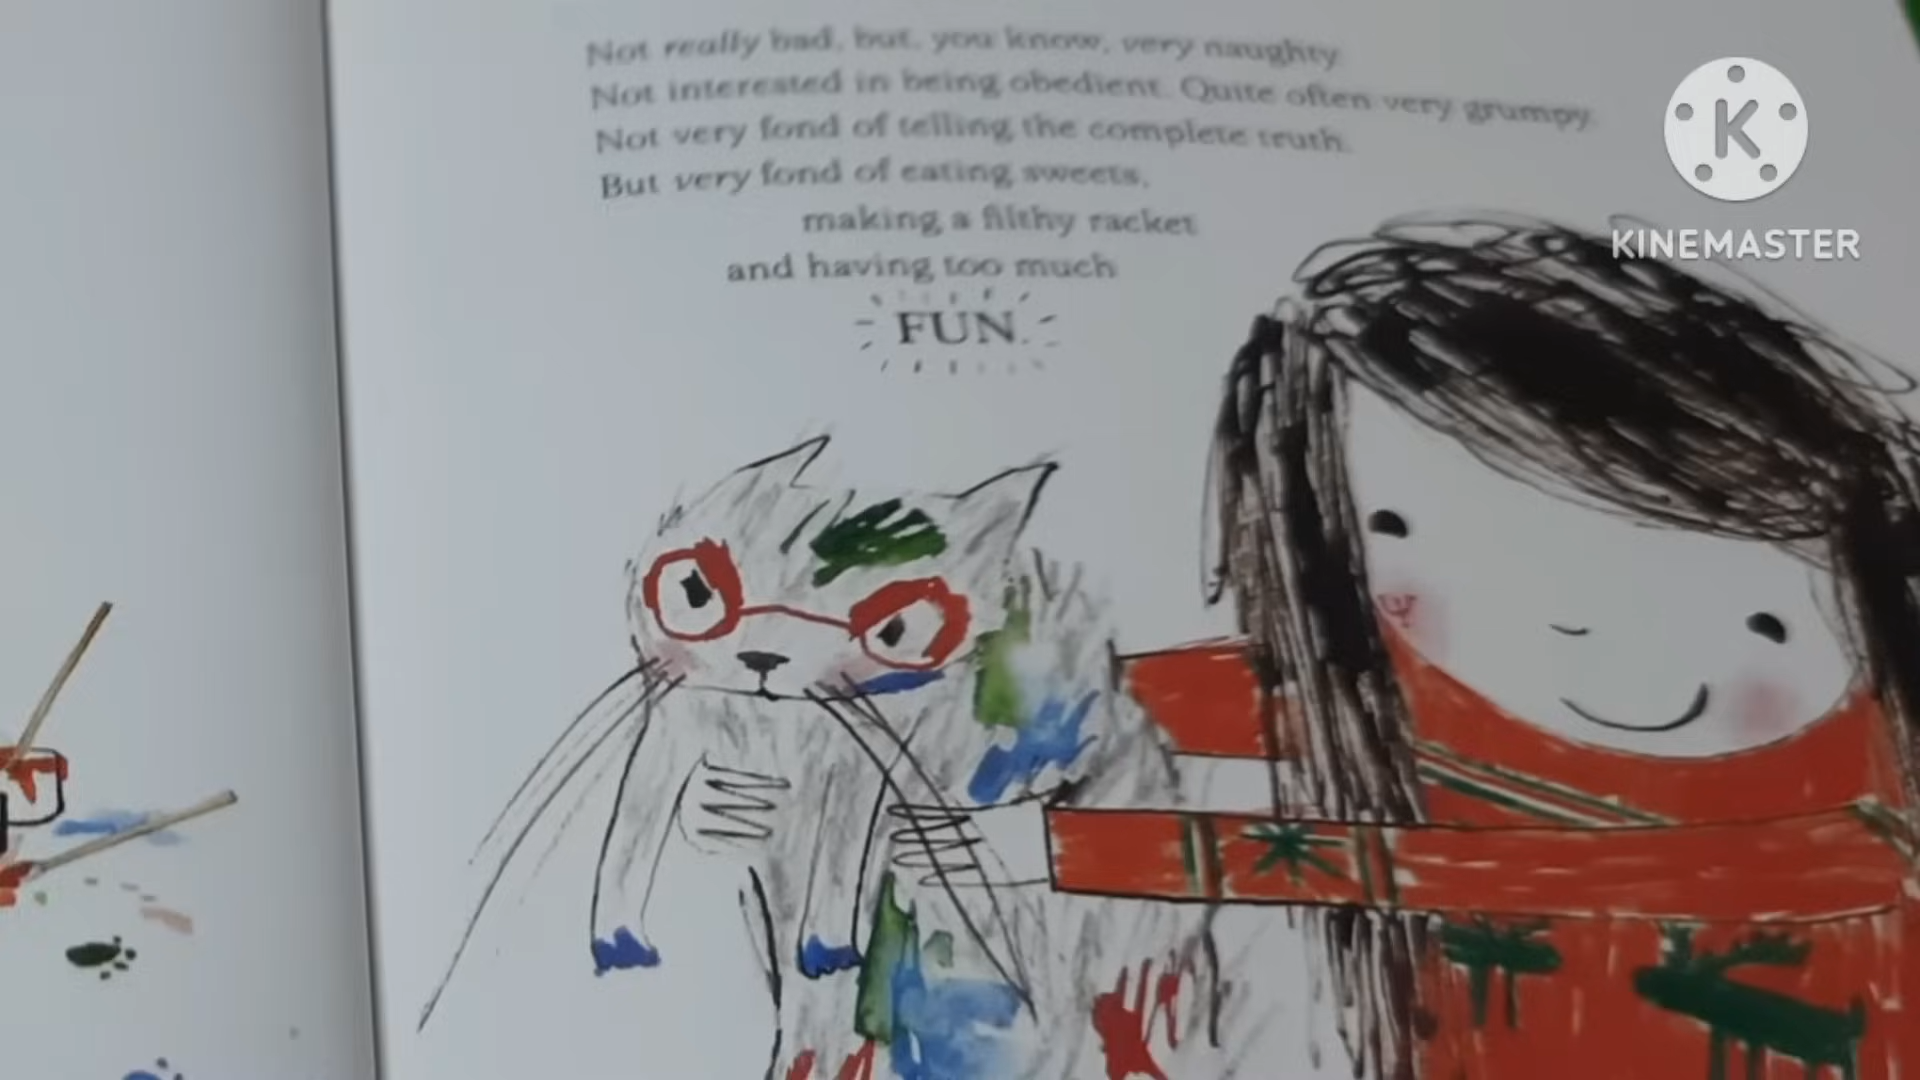 Not really bad, but, you know, very naughty.
Not interested in being obedient. Quite often very grumpy.
Not very fond of telling the complete truth.
But very fond of eating sweets,
making a filthy racket
and having too much
FUN.
K
KINEMASTER